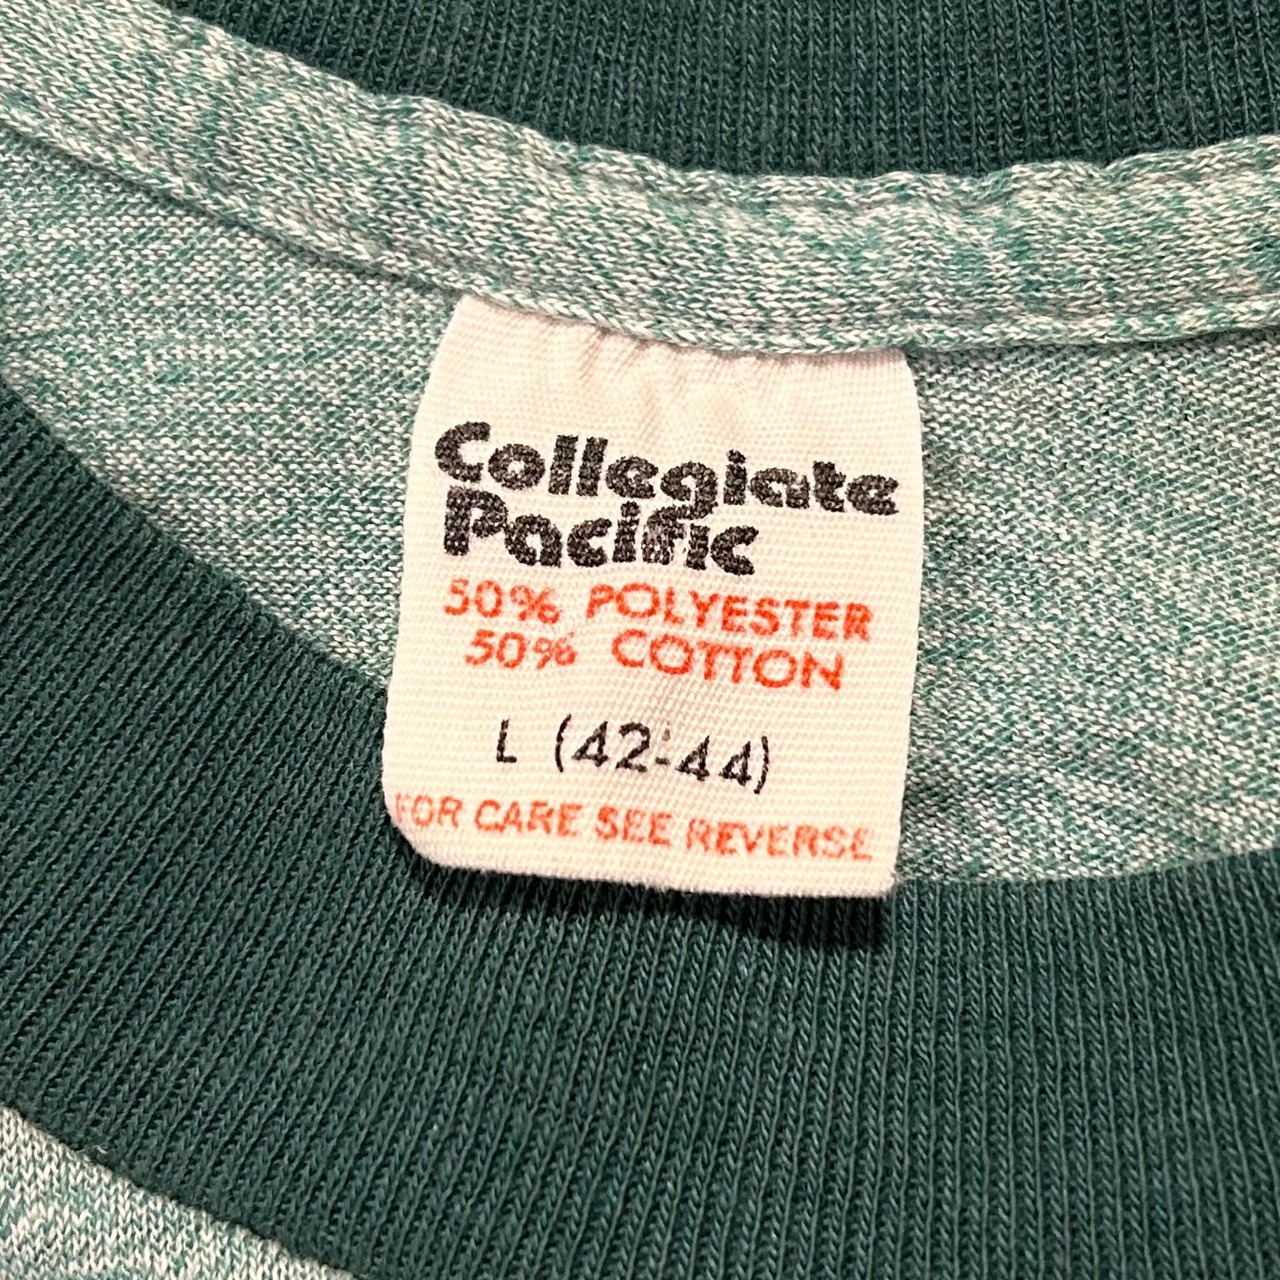 Collegiate
Pacific
50% POLYESTER
50% COTTON
L (42-44)
FOR CARE SEE REVERSE